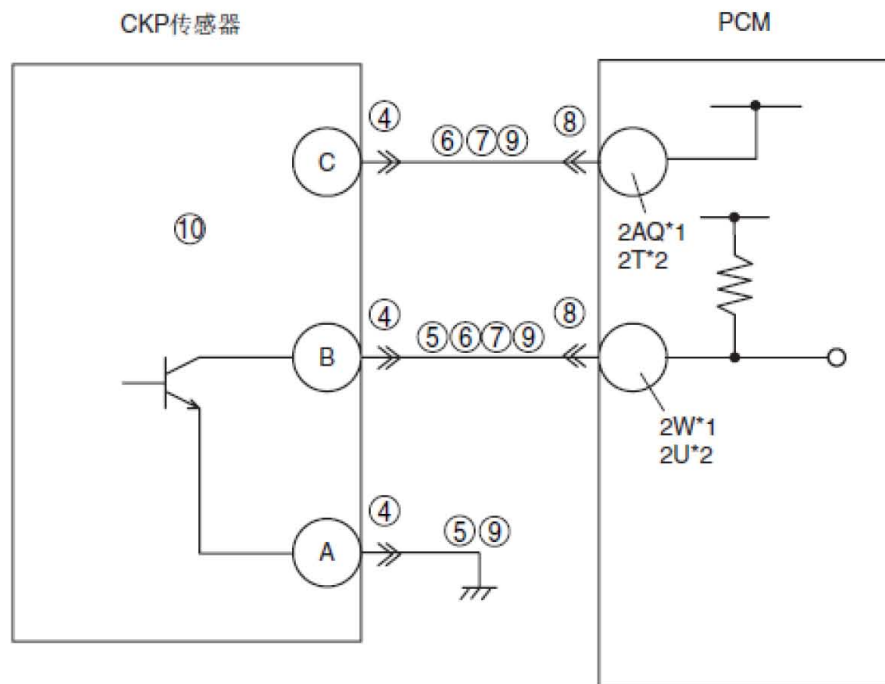 CKP传感器
PCM
④
⑥⑦⑨
⑧
C
2AQ*1
2T*2
⑩
④
⑤⑥⑦⑨
⑧
B
2W*1
2U*2
④
⑤⑨
A